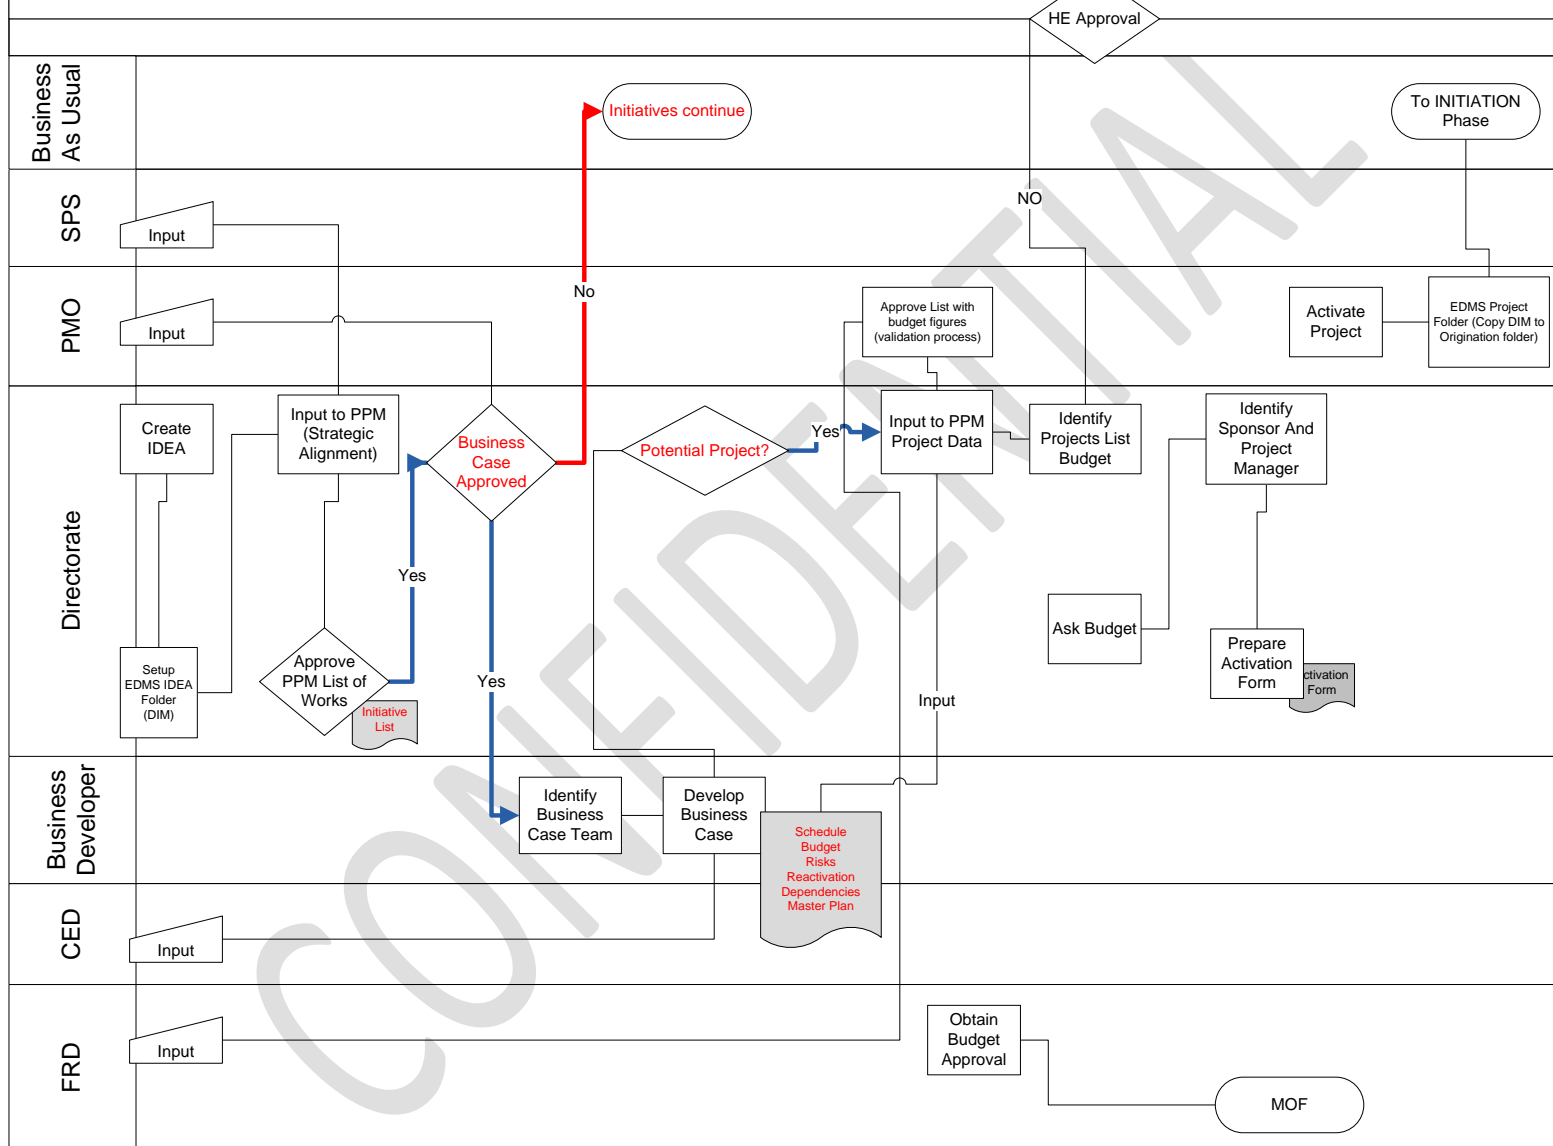 HE Approval
Business
As Usual
Initiatives continue
To INITIATION
Phase
SPS
Input
NO
PMO
Input
No
Approve List with
budget figures
(validation process)
Activate
Project
EDMS Project
Folder (Copy DIM to
Origination folder)
Directorate
Create
IDEA
Input to PPM
(Strategic
Alignment)
Business
Case
Approved
Potential Project?
Yes
Input to PPM
Project Data
Identify
Projects List
Budget
Identify
Sponsor And
Project
Manager
Yes
Ask Budget
Setup
EDMS IDEA
Folder
(DIM)
Approve
PPM List of
Works
Initiative
List
Yes
Input
Prepare
Activation
Form
ctivation
Form
Business
Developer
Identify
Business
Case Team
Develop
Business
Case
Schedule
Budget
Risks
Reactivation
Dependencies
Master Plan
CED
Input
FRD
Input
Obtain
Budget
Approval
MOF
CONFIDENTIAL